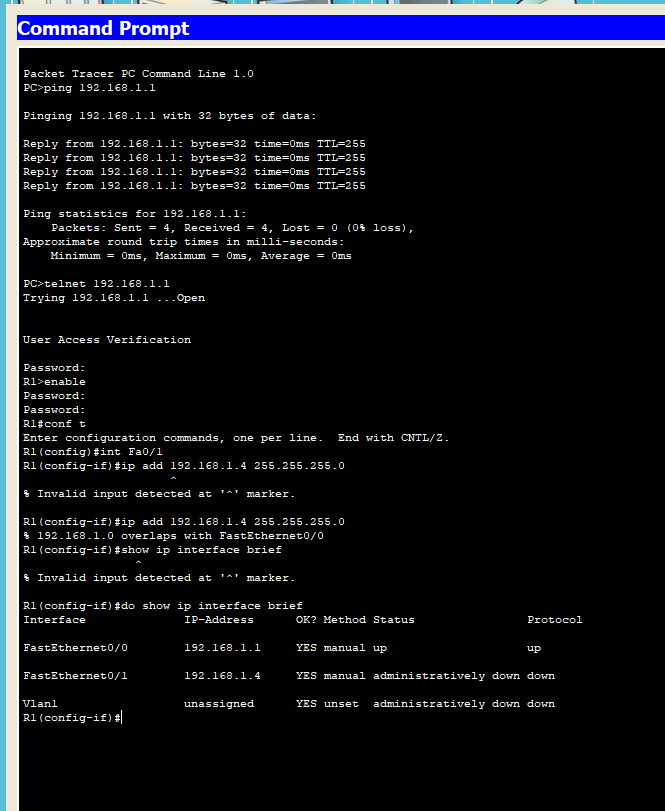 Command Prompt
Packet Tracer PC Command Line 1.0
PC>ping 192.168.1.1
Pinging 192.168.1.1 with 32 bytes of data:
Reply from 192.168.1.1: bytes=32 time=0ms TTL=255
Reply from 192.168.1.1: bytes=32 time=0ms TTL=255
Reply from 192.168.1.1: bytes=32 time=0ms TTL=255
Reply from 192.168.1.1: bytes=32 time=0ms TTL=255
Ping statistics for 192.168.1.1:
    Packets: Sent = 4, Received = 4, Lost = 0 (0% loss),
Approximate round trip times in milli-seconds:
    Minimum = 0ms, Maximum = 0ms, Average = 0ms
PC>telnet 192.168.1.1
Trying 192.168.1.1 ...Open
User Access Verification
Password:
R1>enable
Password:
Password:
R1#conf t
Enter configuration commands, one per line.  End with CNTL/Z.
R1(config)#int Fa0/1
R1(config-if)#ip add 192.168.1.4 255.255.255.0
^
% Invalid input detected at '^' marker.
R1(config-if)#ip add 192.168.1.4 255.255.255.0
% 192.168.1.0 overlaps with FastEthernet0/0
R1(config-if)#show ip interface brief
^
% Invalid input detected at '^' marker.
R1(config-if)#do show ip interface brief
Interface              IP-Address      OK? Method Status                Protocol
FastEthernet0/0        192.168.1.1     YES manual up                    up
FastEthernet0/1        192.168.1.4     YES manual administratively down down
Vlan1                  unassigned      YES unset  administratively down down
R1(config-if)#